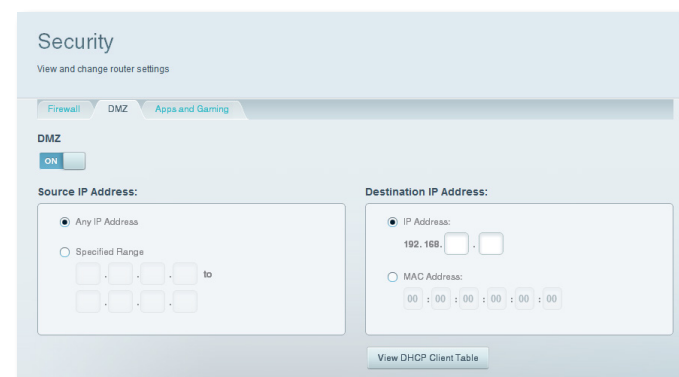 Security
View and change router settings
Firewall DMZ Apps and Gaming
DMZ
ON
Source IP Address:
Any IP Address
Specified Range
. . . to
. . .
Destination IP Address:
IP Address:
192. 168. .
MAC Address:
00 : 00 : 00 : 00 : 00 : 00
View DHCP Client Table